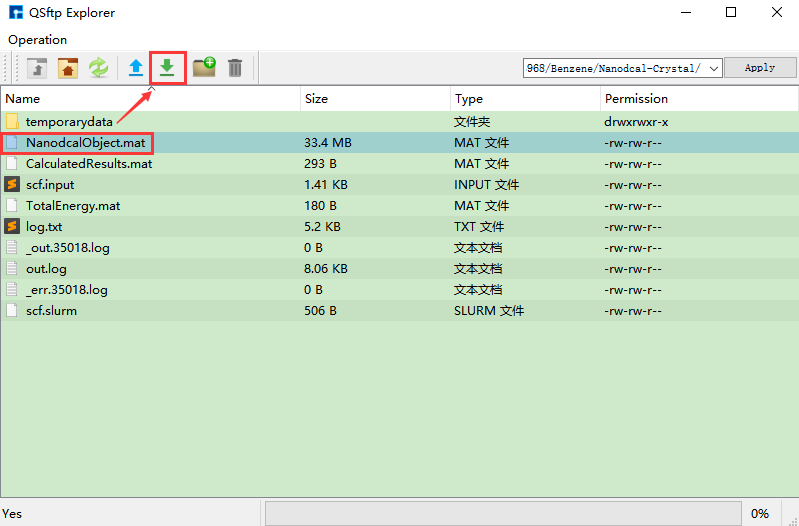 QSftp Explorer
Operation
968/Benzene/Nanodcal-Crystal/ Apply
Name Size Type Permission
temporarydata 文件夹 drwxrwxr-x
NanodcalObject.mat 33.4 MB MAT 文件 -rw-rw-r--
CalculatedResults.mat 293 B MAT 文件 -rw-rw-r--
scf.input 1.41 KB INPUT 文件 -rw-rw-r--
TotalEnergy.mat 180 B MAT 文件 -rw-rw-r--
log.txt 5.2 KB TXT 文件 -rw-rw-r--
_out.35018.log 0 B 文本文档 -rw-rw-r--
out.log 8.06 KB 文本文档 -rw-rw-r--
_err.35018.log 0 B 文本文档 -rw-rw-r--
scf.slurm 506 B SLURM 文件 -rw-rw-r--
Yes 0%